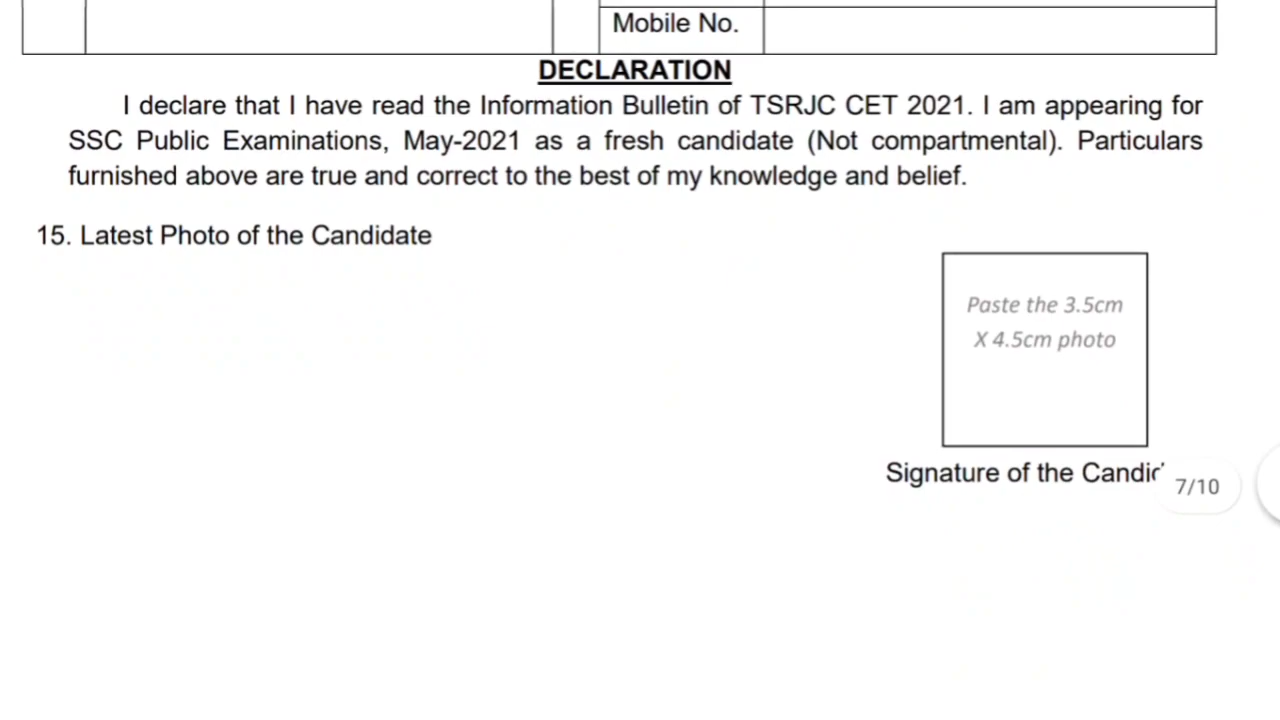 Mobile No.
DECLARATION
I declare that I have read the Information Bulletin of TSRJC CET 2021. I am appearing for
SSC Public Examinations, May-2021 as a fresh candidate (Not compartmental). Particulars
furnished above are true and correct to the best of my knowledge and belief.
15. Latest Photo of the Candidate
Paste the 3.5cm
X 4.5cm photo
Signature of the
7/10